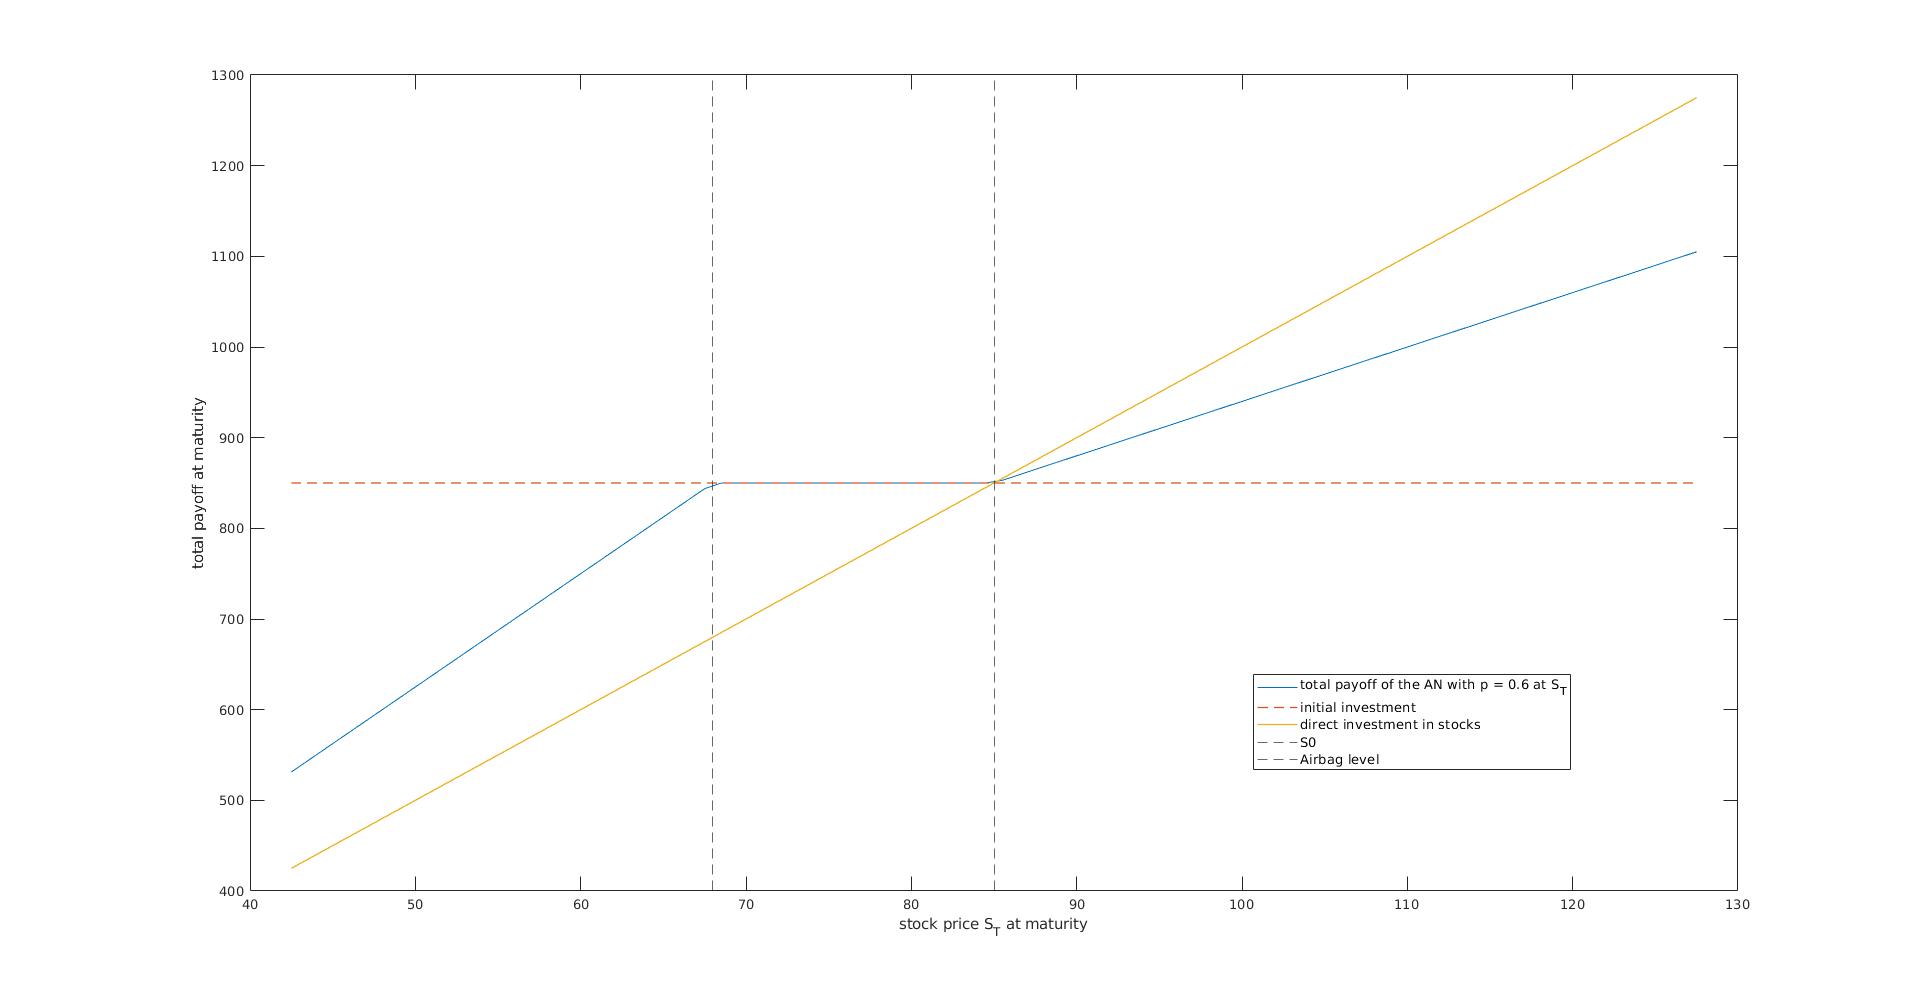 1300
1200
1100
1000
900
800
700
600
500
400
total payoff at maturity
40 50 60 70 80 90 100 110 120 130
stock price S_T at maturity
total payoff of the AN with p = 0.6 at S_T
initial investment
direct investment in stocks
S0
Airbag level